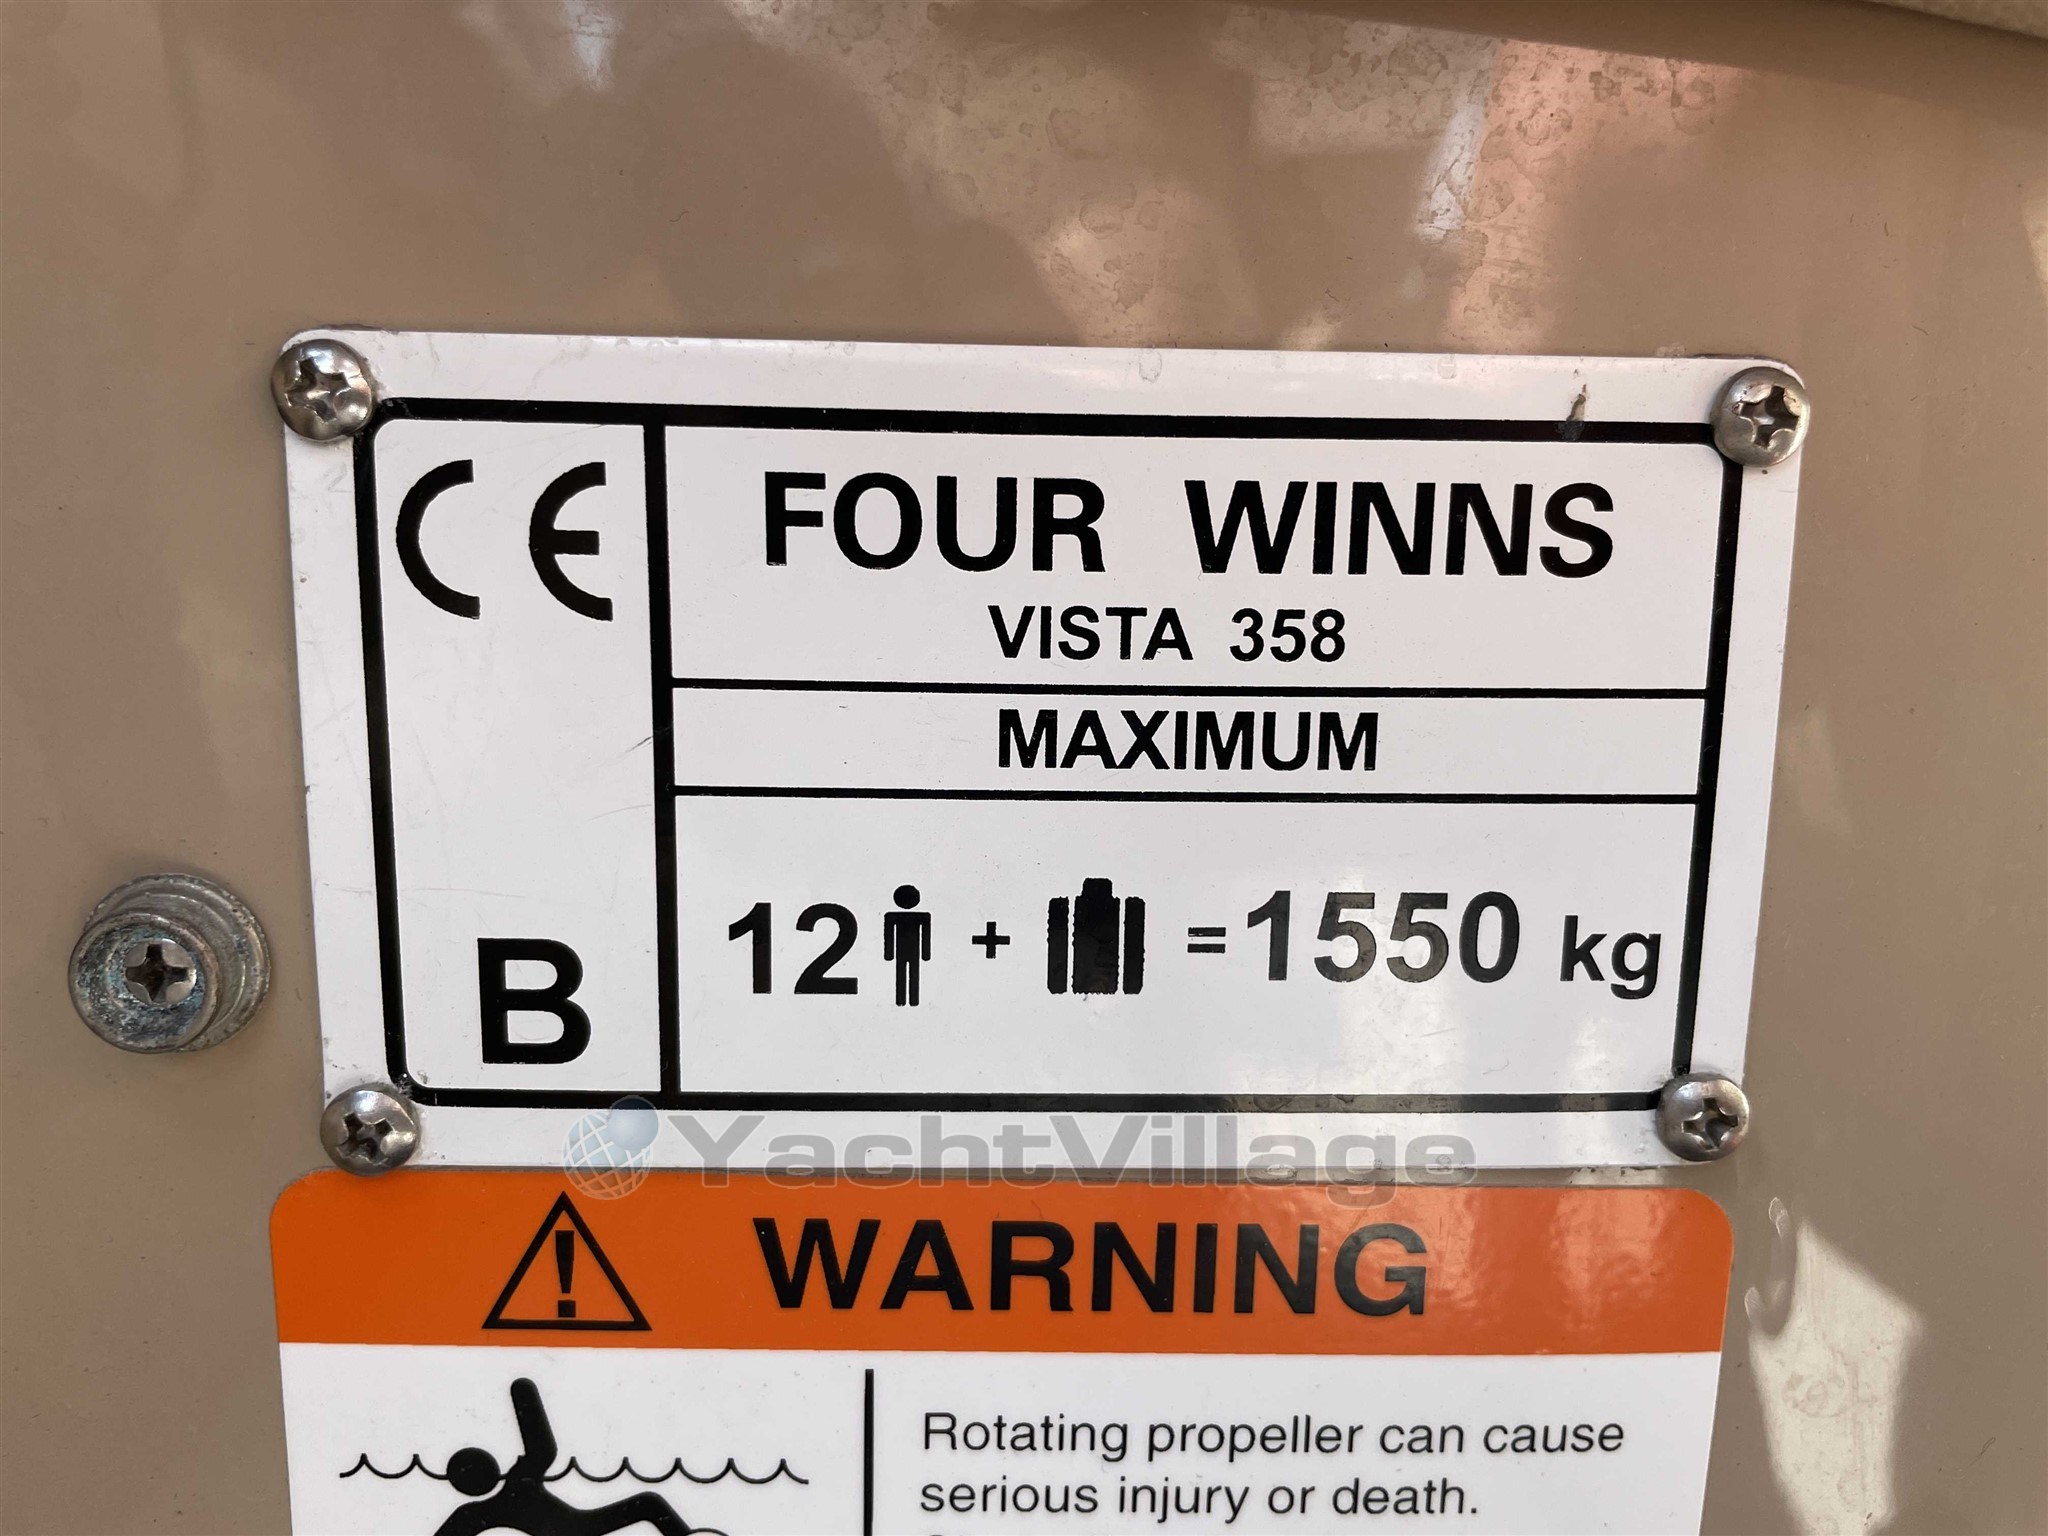 CE
FOUR WINNS
VISTA 358
MAXIMUM
12 + = 1550 kg
B
YachtVillage
WARNING
Rotating propeller can cause
serious injury or death.